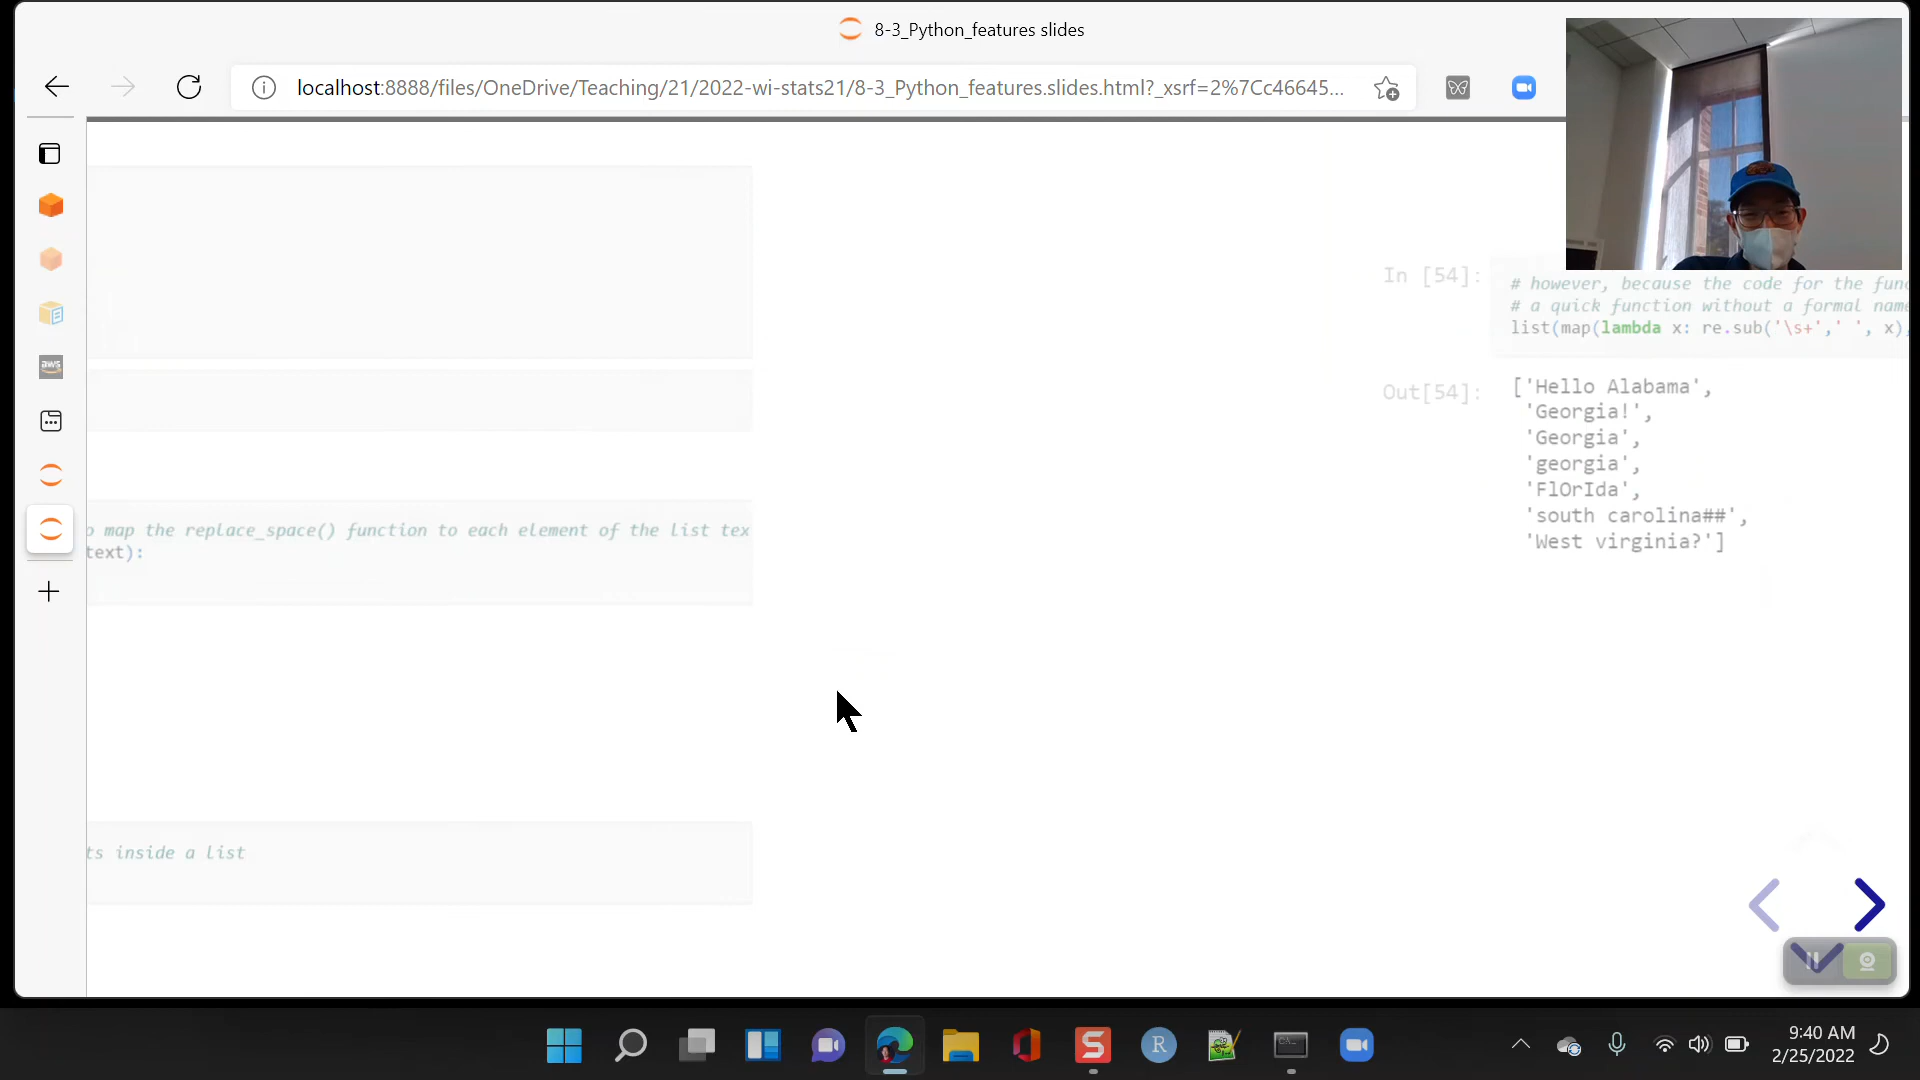 8-3_Python_features slides
localhost:8888/files/OneDrive/Teaching/21/2022-wi-stats21/8-3_Python_features.slides.html?_xsrf=2%7Cc46645...
aws
map the replace_space() function to each element of the list tex
text):
ts inside a list
In [54]:
# however, because the code for the func
# a quick function without a formal name
list(map(lambda x: re.sub('\s+',' ', x),
Out[54]:
['Hello Alabama',
'Georgia!',
'Georgia',
'georgia',
'FlOrIda',
'south carolina##',
'West virginia?']
S
R
9:40 AM
2/25/2022